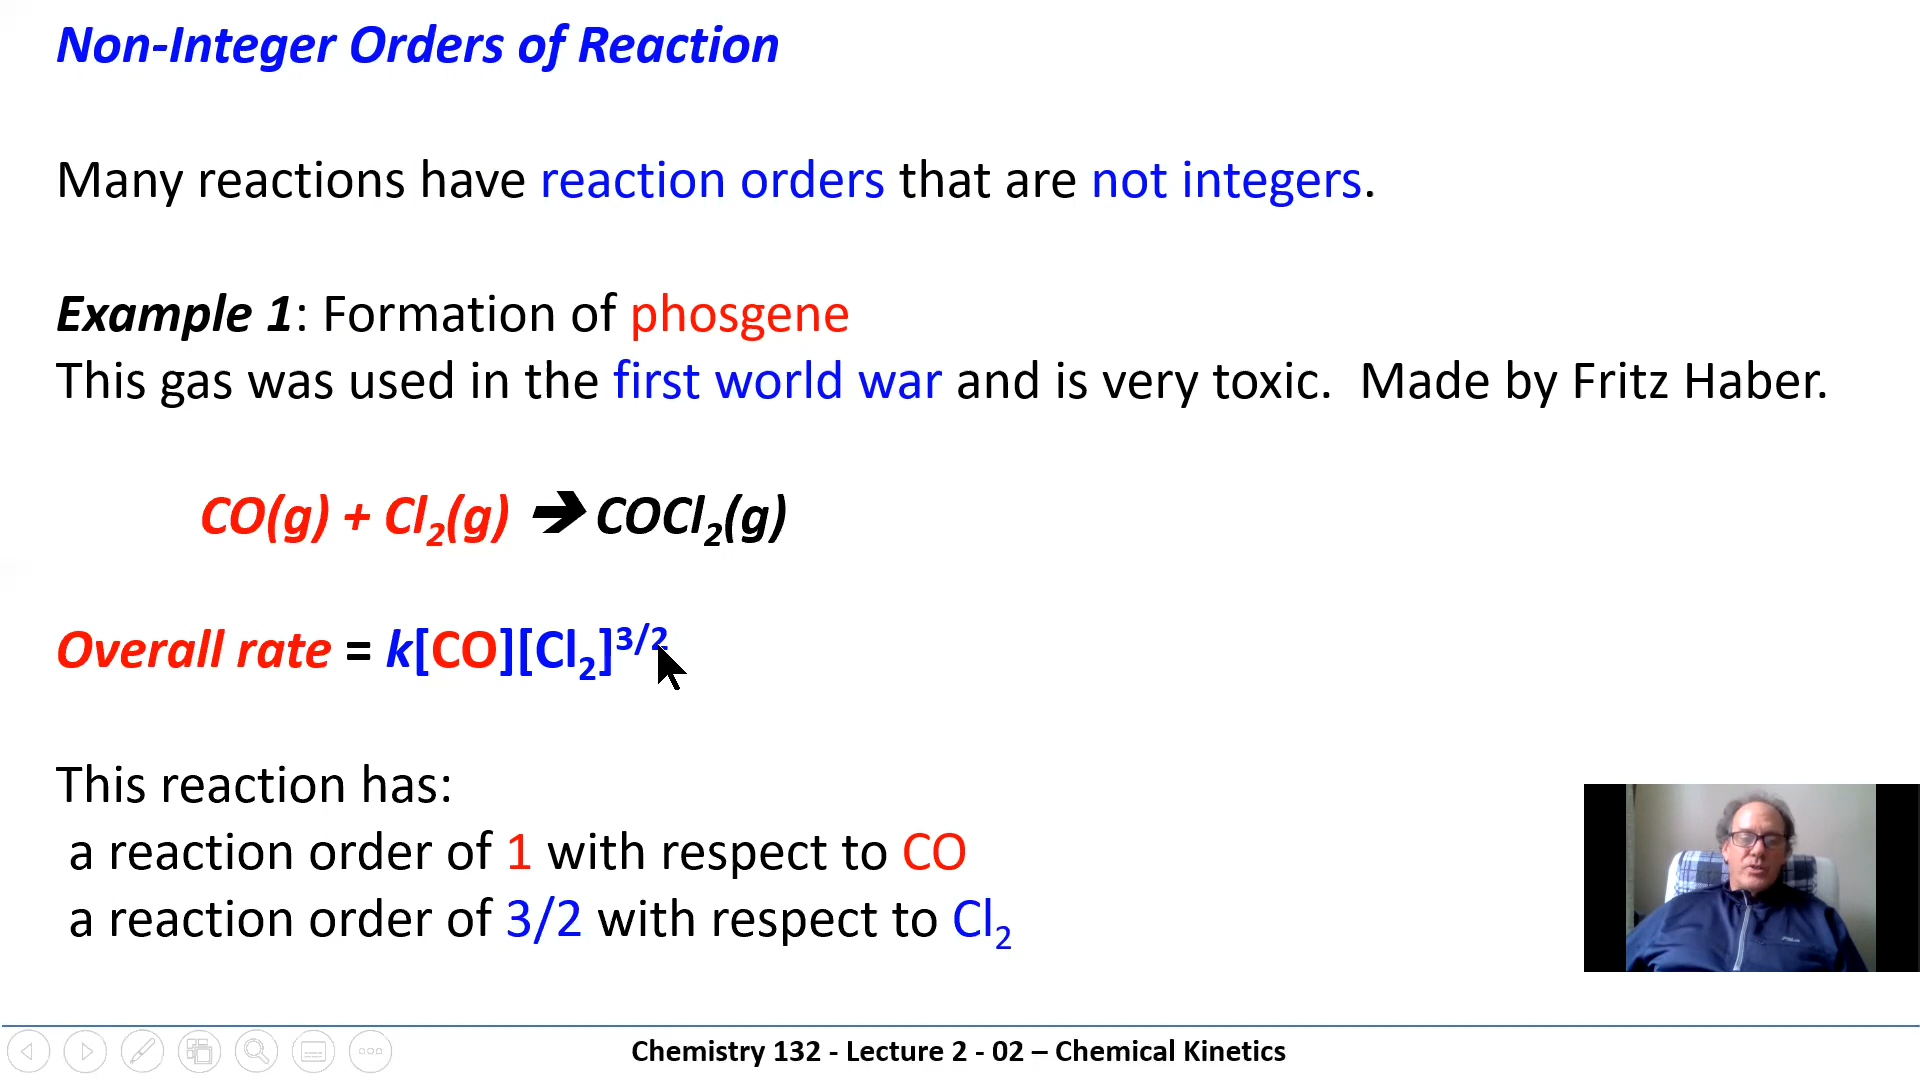 Non-Integer Orders of Reaction
Many reactions have reaction orders that are not integers.
Example 1: Formation of phosgene
This gas was used in the first world war and is very toxic.  Made by Fritz Haber.
CO(g) + Cl₂(g) ➔ COCl₂(g)
Overall rate = k[CO][Cl₂]³/²
This reaction has:
a reaction order of 1 with respect to CO
a reaction order of 3/2 with respect to Cl₂
FILA
Chemistry 132 - Lecture 2 - 02 – Chemical Kinetics